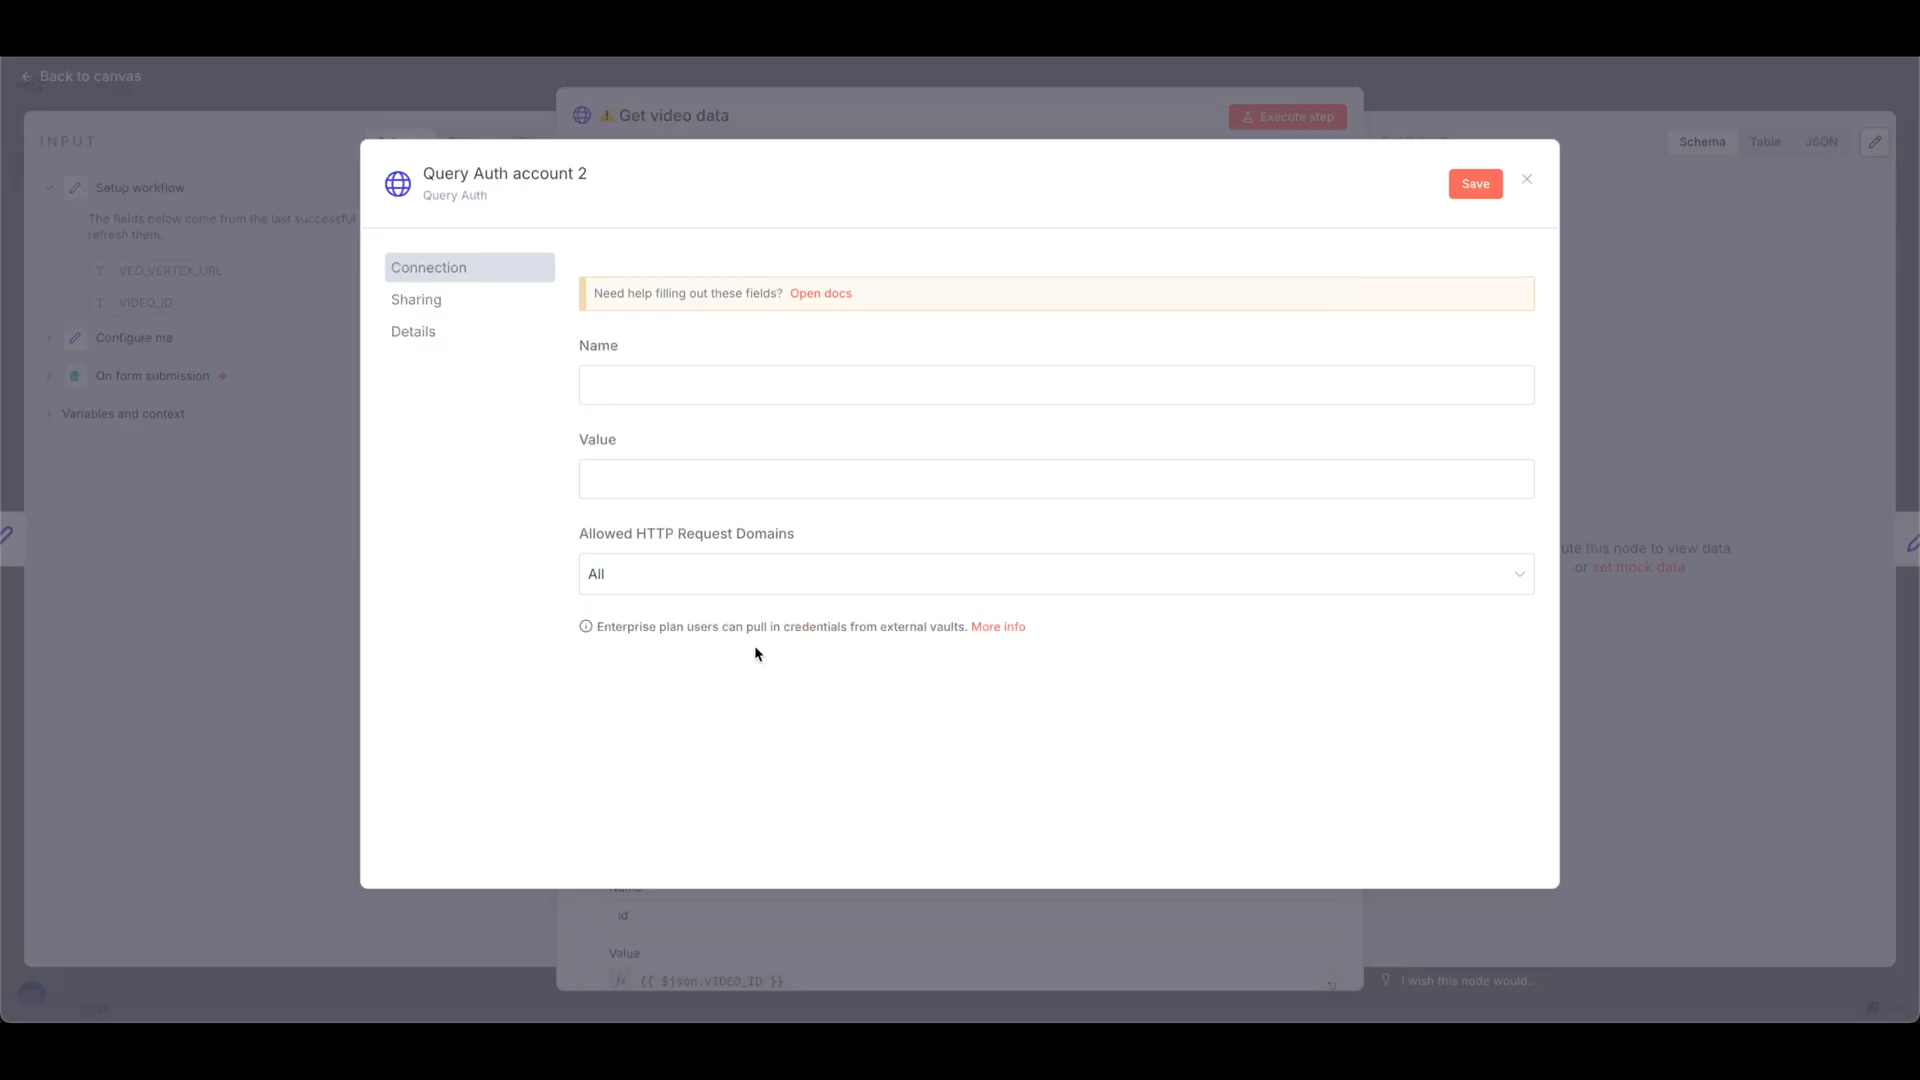 Back to canvas
Get video data
Execute step
INPUT
Schema
Table
JSON
Query Auth account 2
Query Auth
Save
Setup workflow
The fields below come from the last successful
refresh them.
VEO_VERTEX_URL
VIDEO_ID
Configure me
On form submission
Variables and context
Connection
Sharing
Details
Need help filling out these fields? Open docs
Name
Value
Allowed HTTP Request Domains
All
Enterprise plan users can pull in credentials from external vaults. More info
ute this node to view data
or set mock data
Name
id
Value
fx {{ $json.VIDEO_ID }}
I wish this node would...
Logs